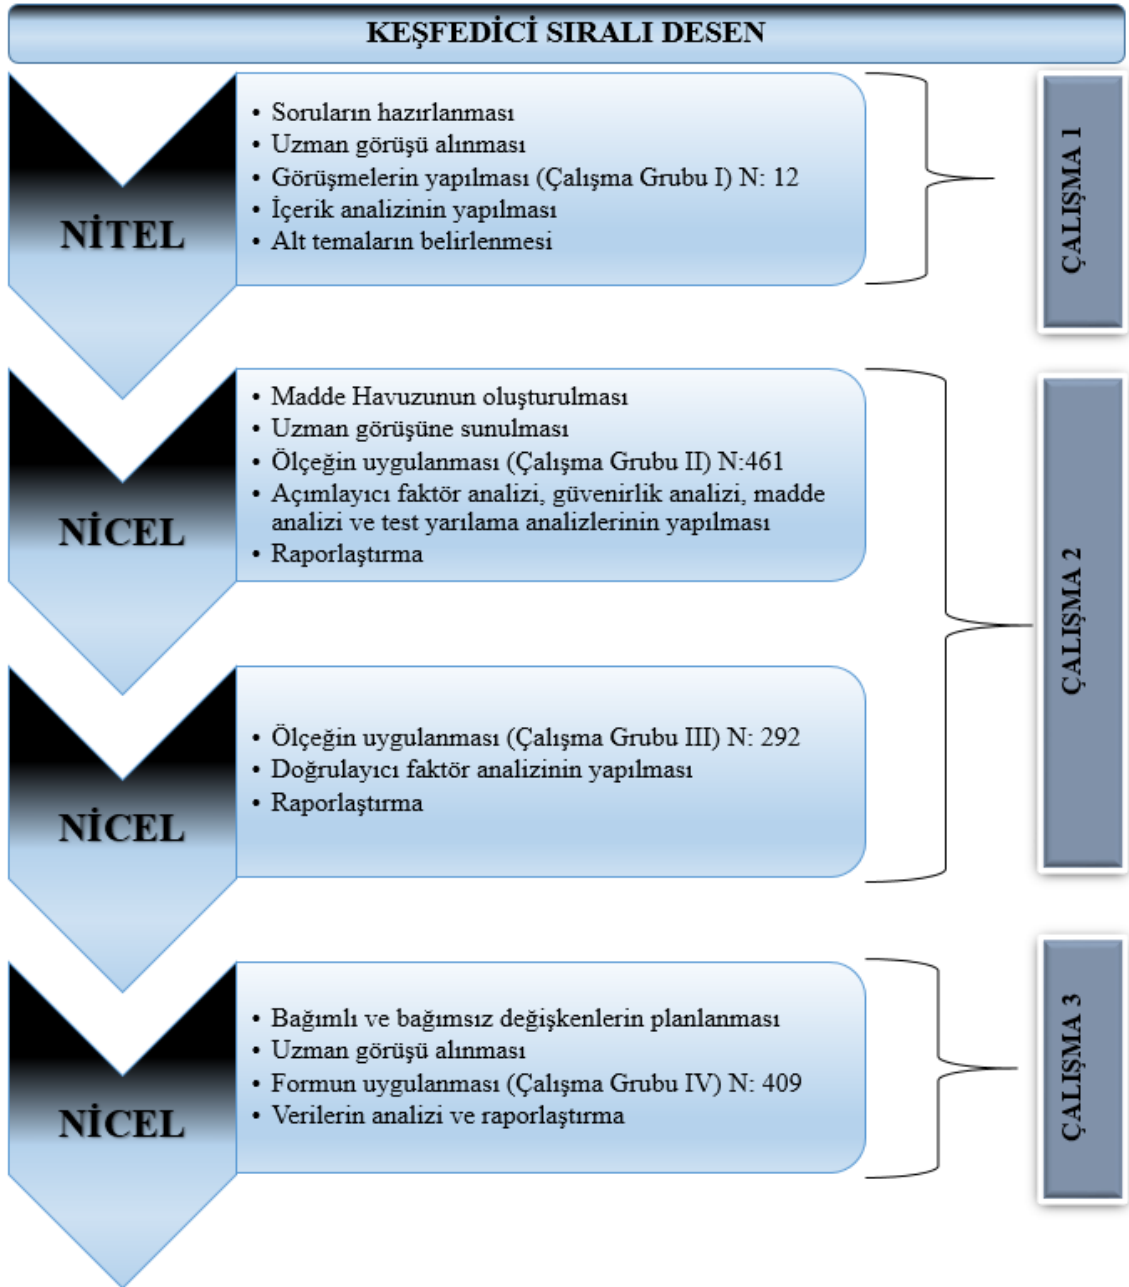 KEŞFEDİCİ SIRALI DESEN
NİTEL
• Soruların hazırlanması
• Uzman görüşü alınması
• Görüşmelerin yapılması (Çalışma Grubu I) N: 12
• İçerik analizinin yapılması
• Alt temaların belirlenmesi
ÇALIŞMA 1
NİCEL
• Madde Havuzunun oluşturulması
• Uzman görüşüne sunulması
• Ölçeğin uygulanması (Çalışma Grubu II) N:461
• Açımlayıcı faktör analizi, güvenirlik analizi, madde
analizi ve test yarılama analizlerinin yapılması
• Raporlaştırma
ÇALIŞMA 2
NİCEL
• Ölçeğin uygulanması (Çalışma Grubu III) N: 292
• Doğrulayıcı faktör analizinin yapılması
• Raporlaştırma
NİCEL
• Bağımlı ve bağımsız değişkenlerin planlanması
• Uzman görüşü alınması
• Formun uygulanması (Çalışma Grubu IV) N: 409
• Verilerin analizi ve raporlaştırma
ÇALIŞMA 3